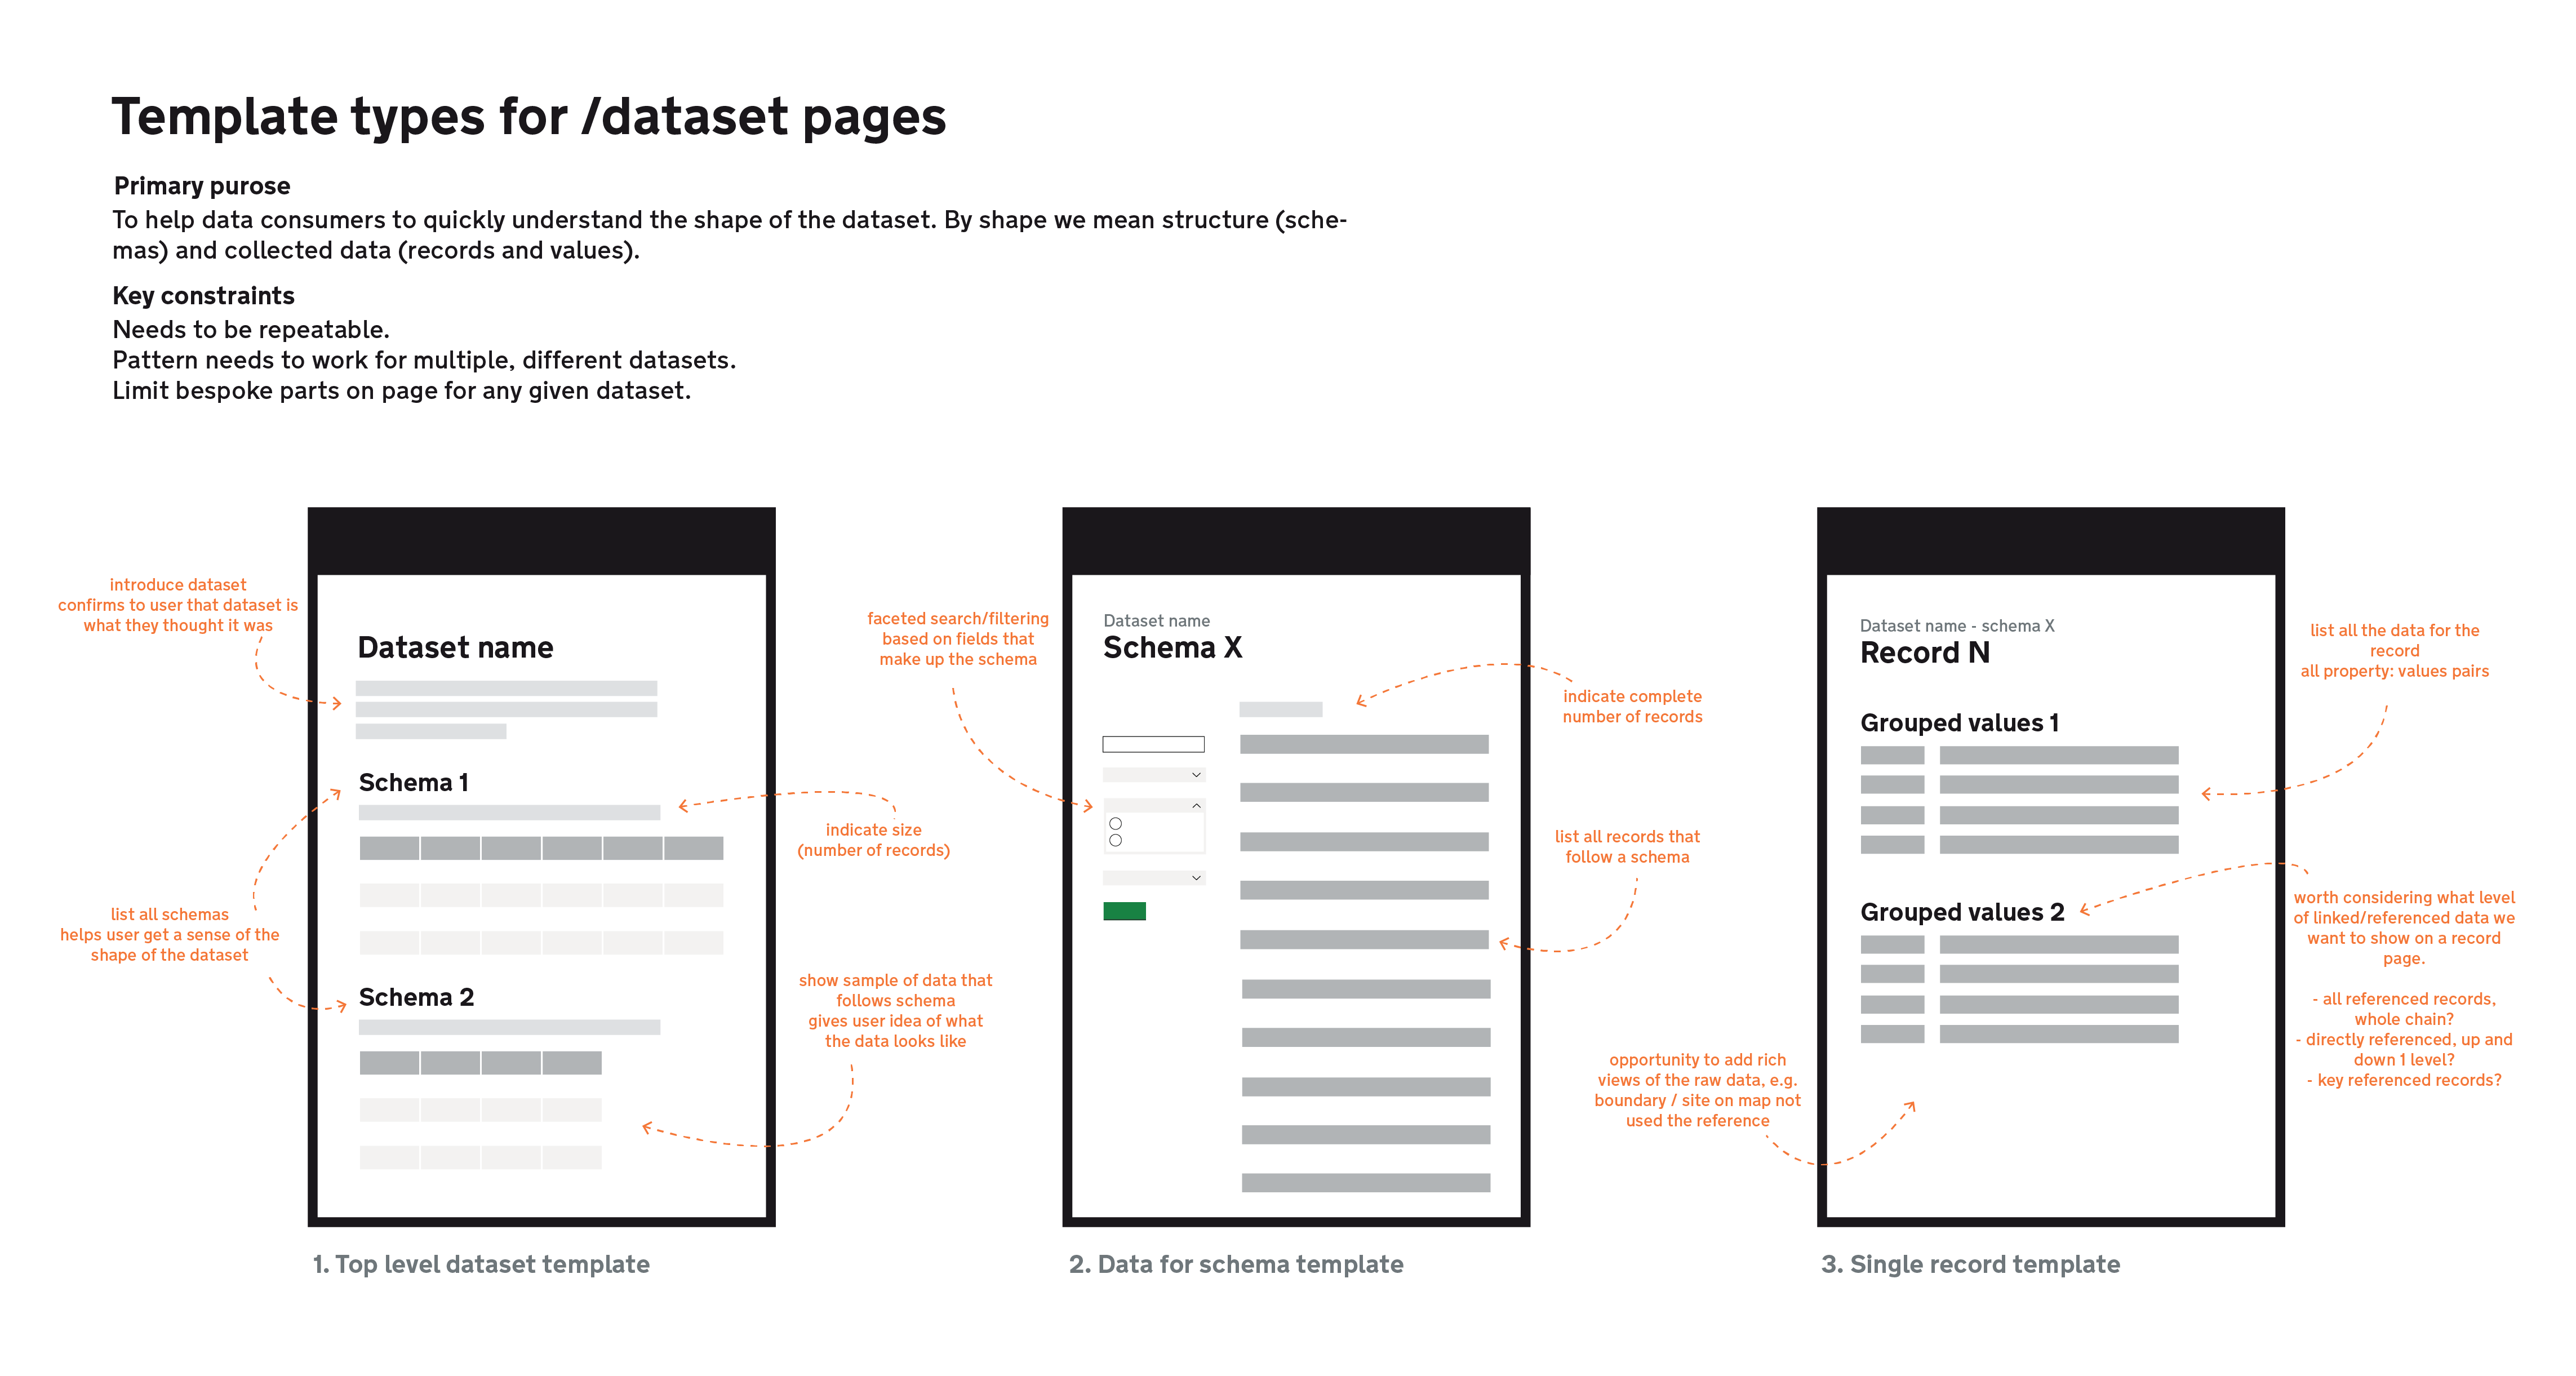 Template types for /dataset pages
Primary purose
To help data consumers to quickly understand the shape of the dataset. By shape we mean structure (sche-
mas) and collected data (records and values).
Key constraints
Needs to be repeatable.
Pattern needs to work for multiple, different datasets.
Limit bespoke parts on page for any given dataset.
introduce dataset
confirms to user that dataset is
what they thought it was
Dataset name
Schema 1
indicate size
(number of records)
list all schemas
helps user get a sense of the
shape of the dataset
Schema 2
show sample of data that
follows schema
gives user idea of what
the data looks like
1. Top level dataset template
faceted search/filtering
based on fields that
make up the schema
Dataset name
Schema X
indicate complete
number of records
list all records that
follow a schema
2. Data for schema template
Dataset name - schema X
Record N
list all the data for the
record
all property: values pairs
Grouped values 1
Grouped values 2
worth considering what level
of linked/referenced data we
want to show on a record
page.
- all referenced records,
whole chain?
- directly referenced, up and
down 1 level?
- key referenced records?
opportunity to add rich
views of the raw data, e.g.
boundary / site on map not
used the reference
3. Single record template